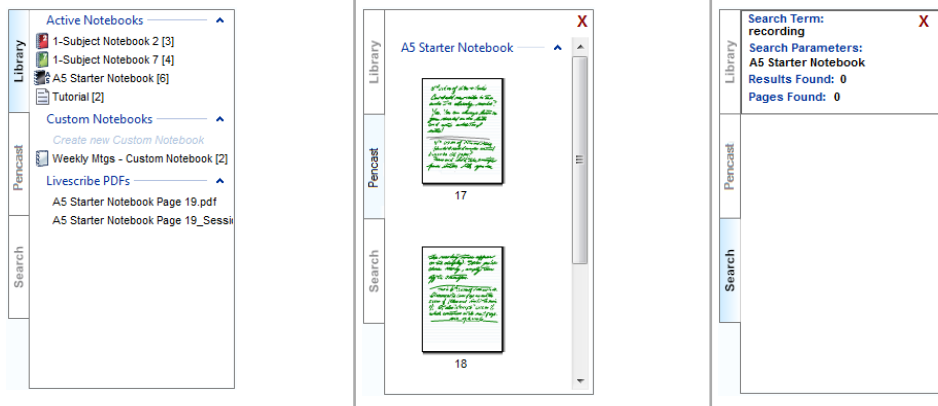 Library
Pencast
Search
Active Notebooks
1-Subject Notebook 2 [3]
1-Subject Notebook 7 [4]
A5 Starter Notebook [6]
Tutorial [2]
Custom Notebooks
Create new Custom Notebook
Weekly Mtgs - Custom Notebook [2]
Livescribe PDFs
A5 Starter Notebook Page 19.pdf
A5 Starter Notebook Page 19_Sessi
Library
Pencast
Search
X
A5 Starter Notebook
17
18
Library
Pencast
Search
X
Search Term:
recording
Search Parameters:
A5 Starter Notebook
Results Found: 0
Pages Found: 0